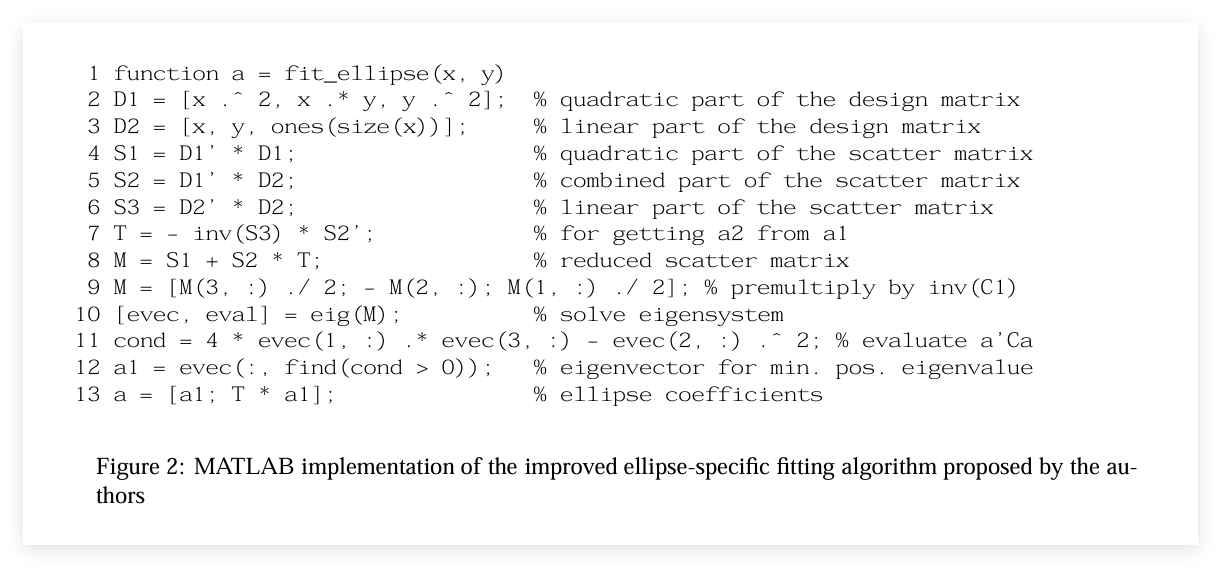 1 function a = fit_ellipse(x, y)
2 D1 = [x .^ 2, x .* y, y .^ 2]; % quadratic part of the design matrix
3 D2 = [x, y, ones(size(x))]; % linear part of the design matrix
4 S1 = D1' * D1; % quadratic part of the scatter matrix
5 S2 = D1' * D2; % combined part of the scatter matrix
6 S3 = D2' * D2; % linear part of the scatter matrix
7 T = - inv(S3) * S2'; % for getting a2 from a1
8 M = S1 + S2 * T; % reduced scatter matrix
9 M = [M(3, :) ./ 2; - M(2, :); M(1, :) ./ 2]; % premultiply by inv(C1)
10 [evec, eval] = eig(M); % solve eigensystem
11 cond = 4 * evec(1, :) .* evec(3, :) - evec(2, :) .^ 2; % evaluate a'Ca
12 a1 = evec(:, find(cond > 0)); % eigenvector for min. pos. eigenvalue
13 a = [a1; T * a1]; % ellipse coefficients
Figure 2: MATLAB implementation of the improved ellipse-specific fitting algorithm proposed by the au-
thors